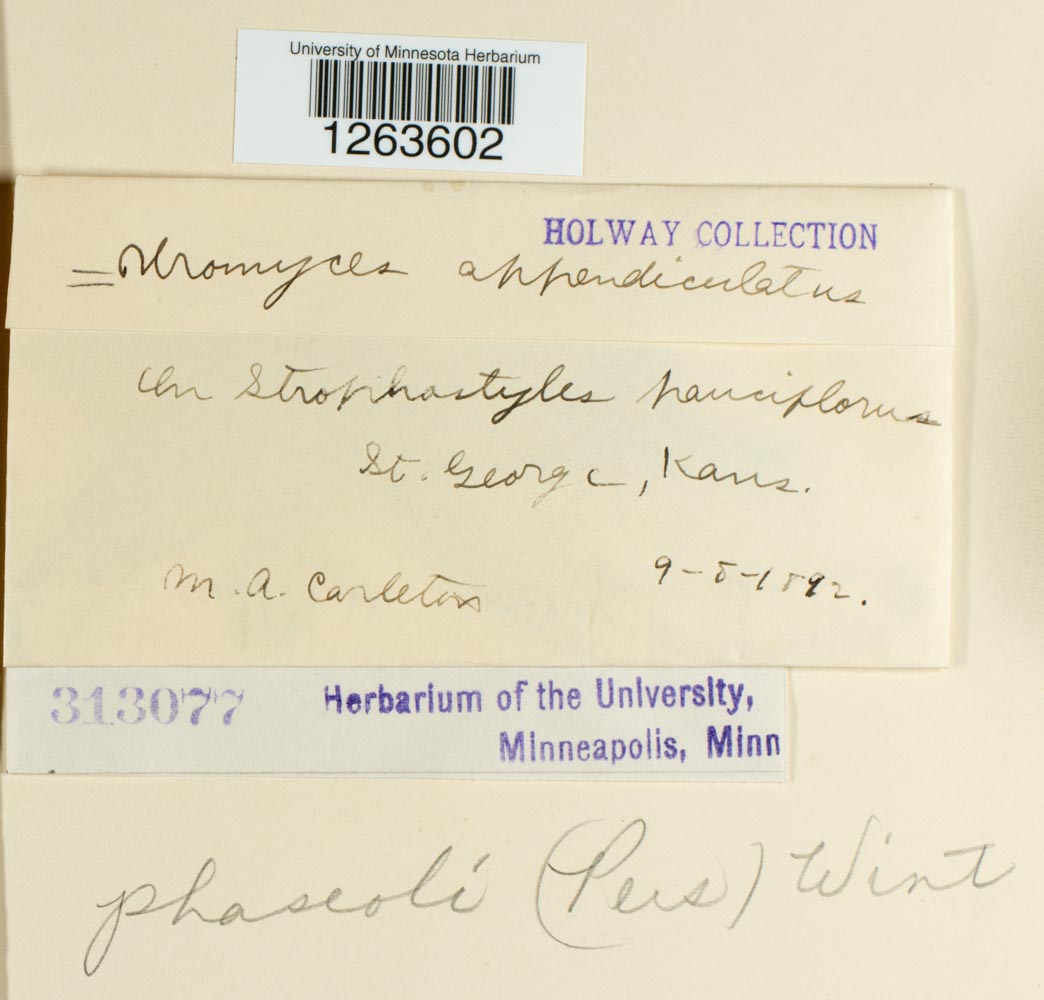 University of Minnesota Herbarium
1263602
HOLWAY COLLECTION
= Uromyces appendiculatus
On Strophostyles pauciflorus
St. George, Kans.
M. A. Carleton 9-8-1892.
313077 Herbarium of the University,
Minneapolis, Minn
phaseoli (Pers) Wint